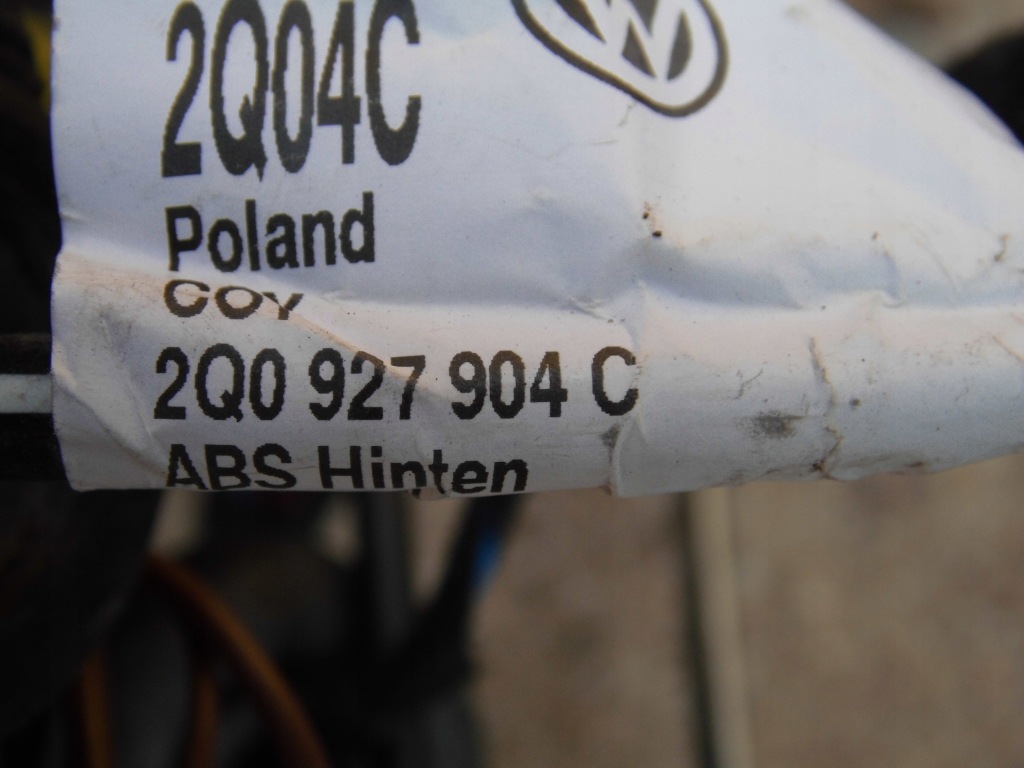 2Q04C
Poland
COY
2Q0 927 904 C
ABS Hinten